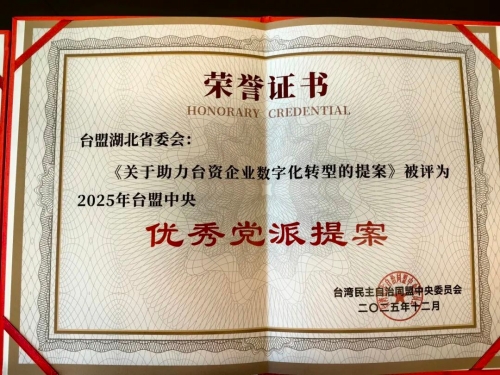 荣誉证书
HONORARY CREDENTIAL
台盟湖北省委会：
《关于助力台资企业数字化转型的提案》被评为
2025年台盟中央
优秀党派提案
台湾民主自治同盟中央委员会
二〇二五年十二月